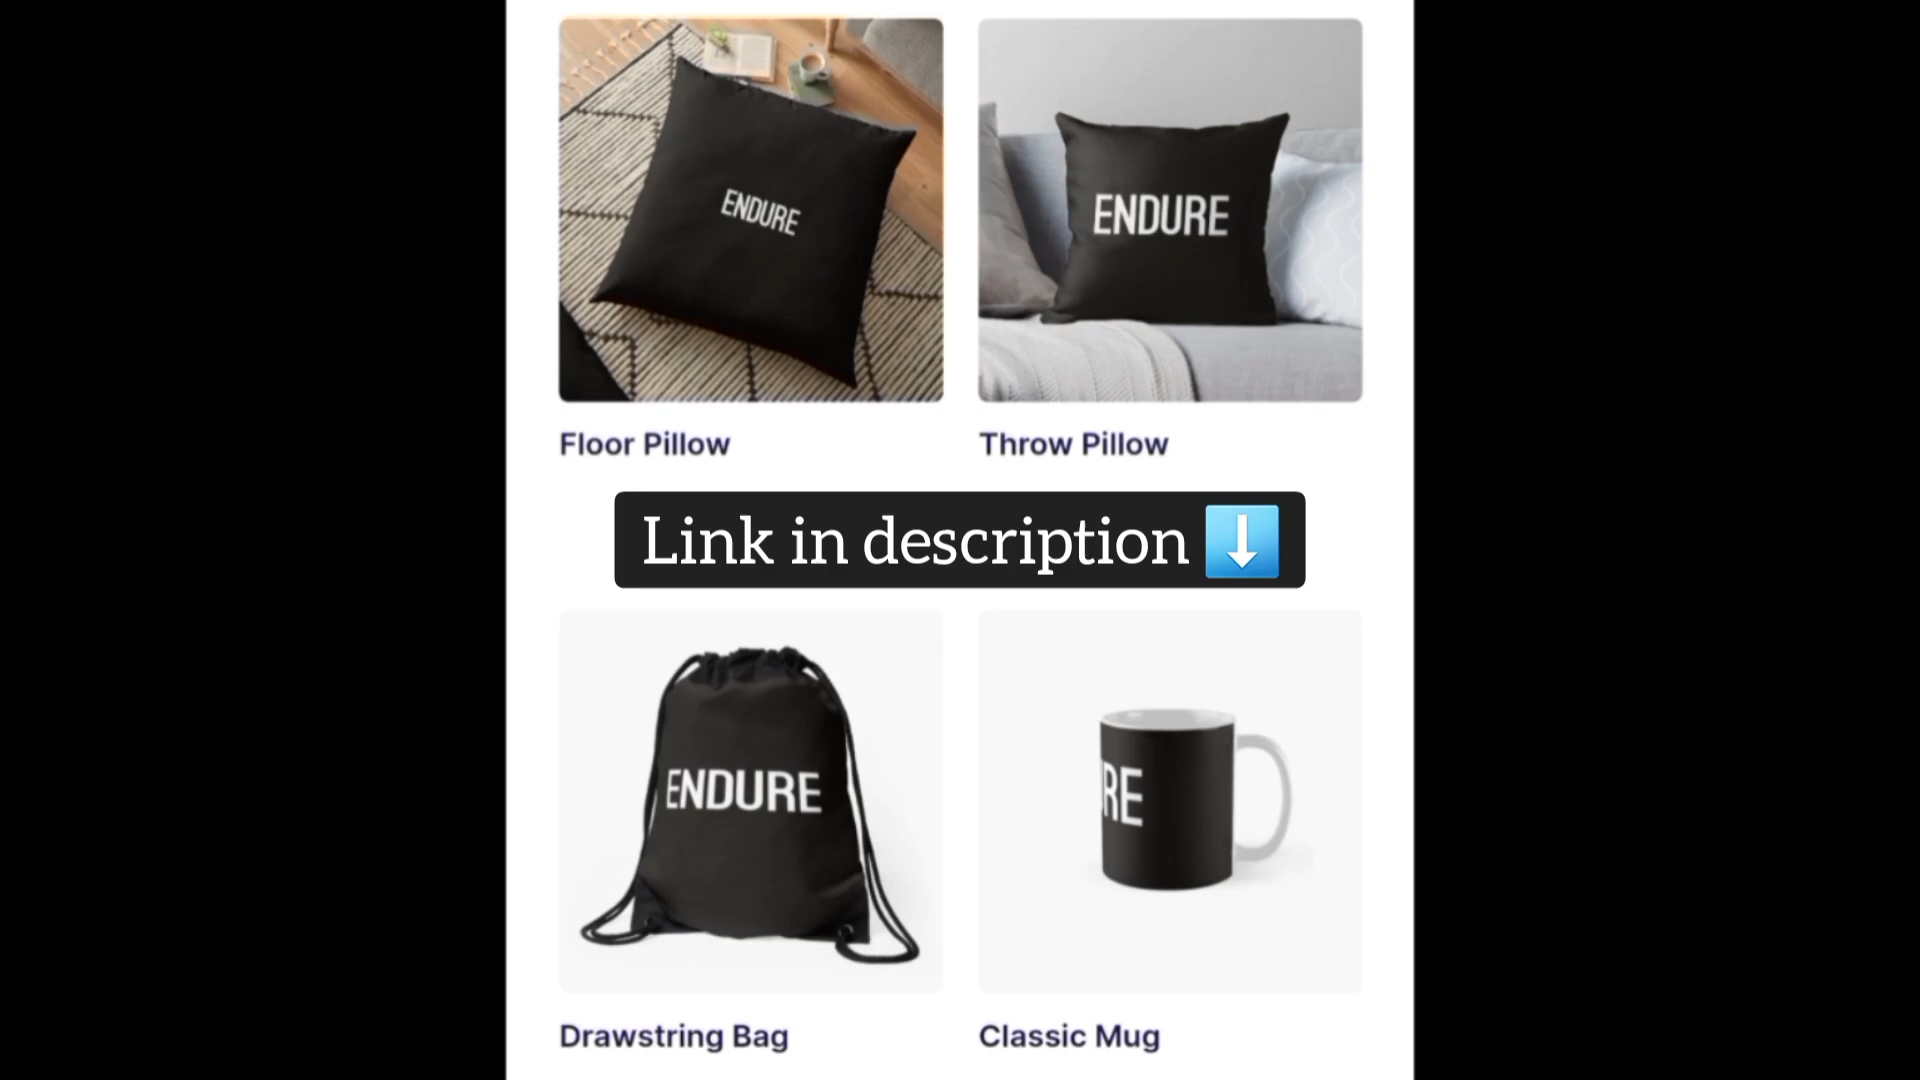 ENDURE
ENDURE
Floor Pillow
Throw Pillow
Link in description ⬇️
ENDURE
RE
Drawstring Bag
Classic Mug